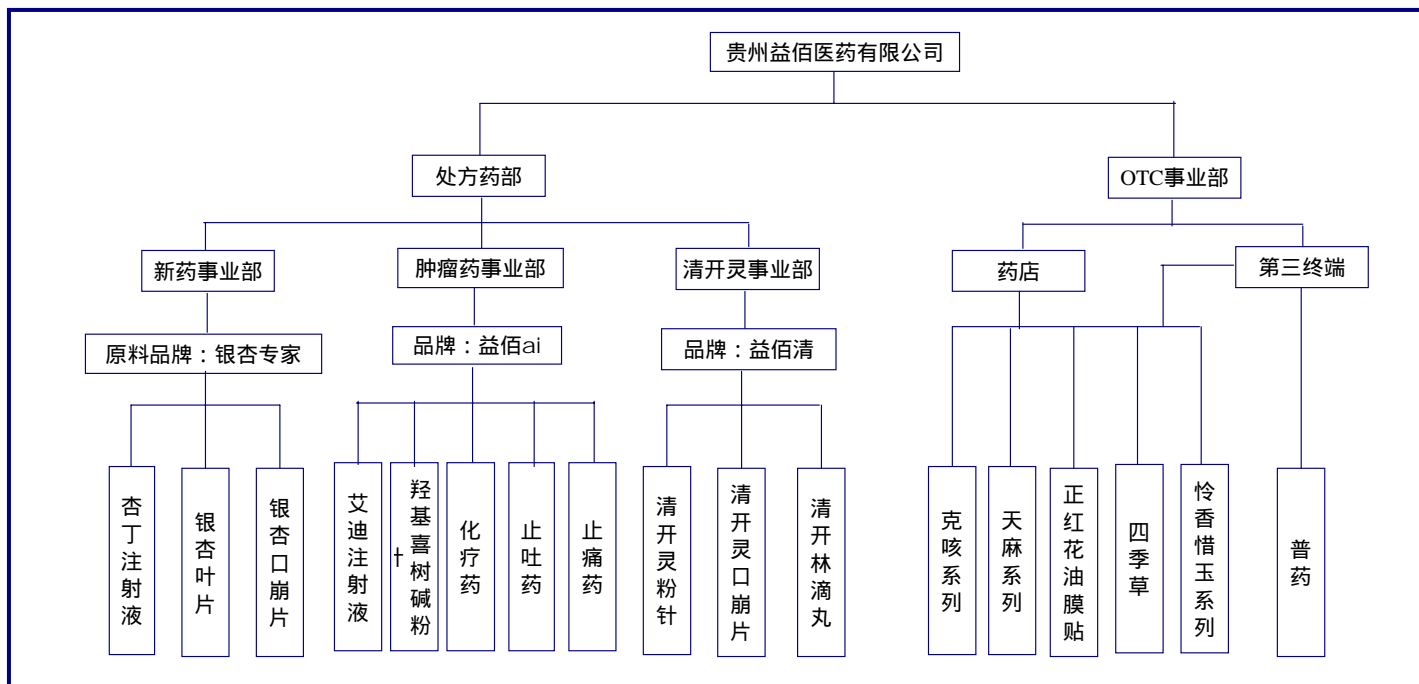 贵州益佰医药有限公司
处方药部
OTC事业部
新药事业部
肿瘤药事业部
清开灵事业部
药店
第三终端
原料品牌：银杏专家
品牌：益佰ai
品牌：益佰清
杏丁注射液
银杏叶片
银杏口崩片
艾迪注射液
羟基喜树碱粉
化疗药
止吐药
止痛药
清开灵粉针
清开灵口崩片
清开林滴丸
克咳系列
天麻系列
正红花油膜贴
四季草
怜香惜玉系列
普药